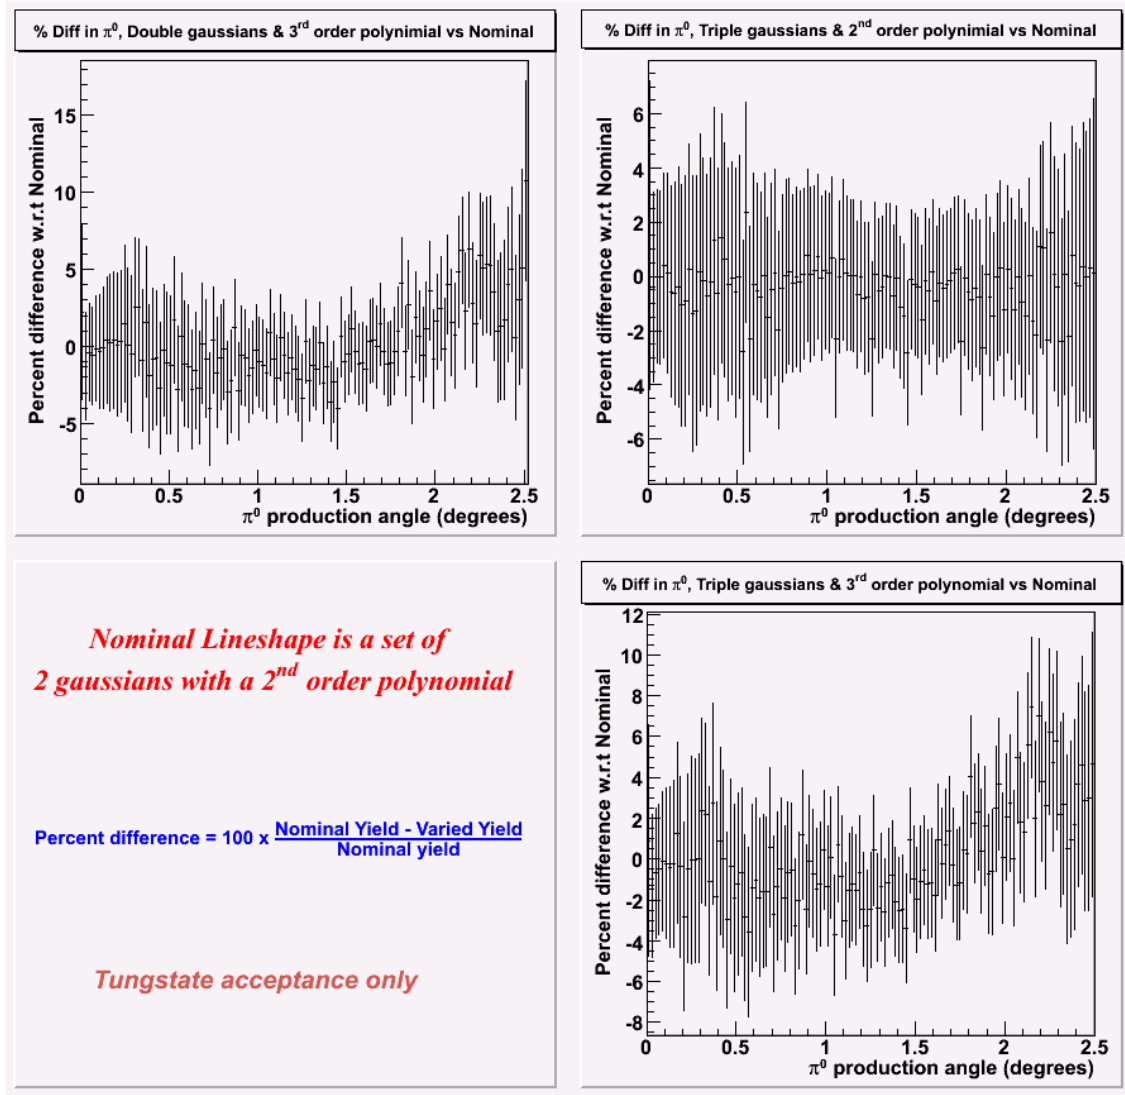 % Diff in π⁰, Double gaussians & 3rd order polynimial vs Nominal
Percent difference w.r.t Nominal
15
10
5
0
-5
0 0.5 1 1.5 2 2.5
π⁰ production angle (degrees)
% Diff in π⁰, Triple gaussians & 2nd order polynimial vs Nominal
Percent difference w.r.t Nominal
6
4
2
0
-2
-4
-6
0 0.5 1 1.5 2 2.5
π⁰ production angle (degrees)
Nominal Lineshape is a set of
2 gaussians with a 2nd order polynomial
Percent difference = 100 x Nominal Yield - Varied Yield
Nominal yield
Tungstate acceptance only
% Diff in π⁰, Triple gaussians & 3rd order polynomial vs Nominal
Percent difference w.r.t Nominal
12
10
8
6
4
2
0
-2
-4
-6
-8
0 0.5 1 1.5 2 2.5
π⁰ production angle (degrees)